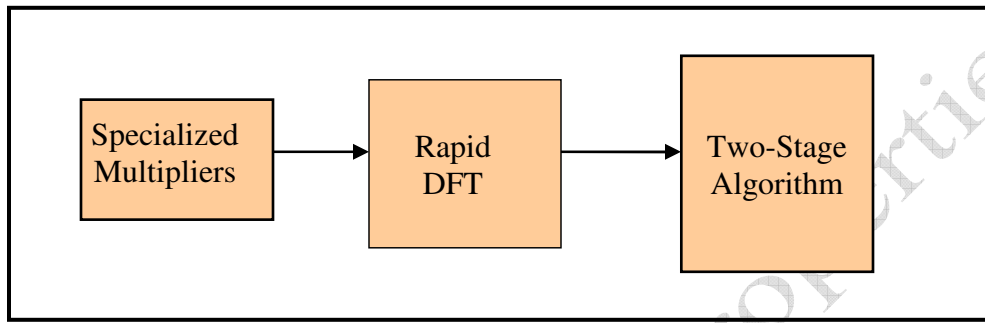 Specialized
Multipliers
Rapid
DFT
Two-Stage
Algorithm